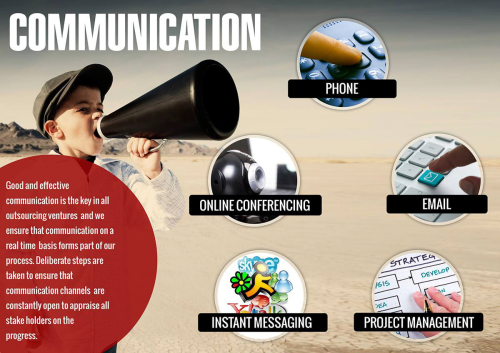 COMMUNICATION
PHONE
ONLINE CONFERENCING
EMAIL
INSTANT MESSAGING
PROJECT MANAGEMENT
Good and effective
communication is the key in all
outsourcing ventures and we
ensure that communication on a
real time basis forms part of our
process. Deliberate steps are
taken to ensure that
communication channels are
constantly open to appraise all
stake holders on the
progress.
STRATEG
DEVELOP